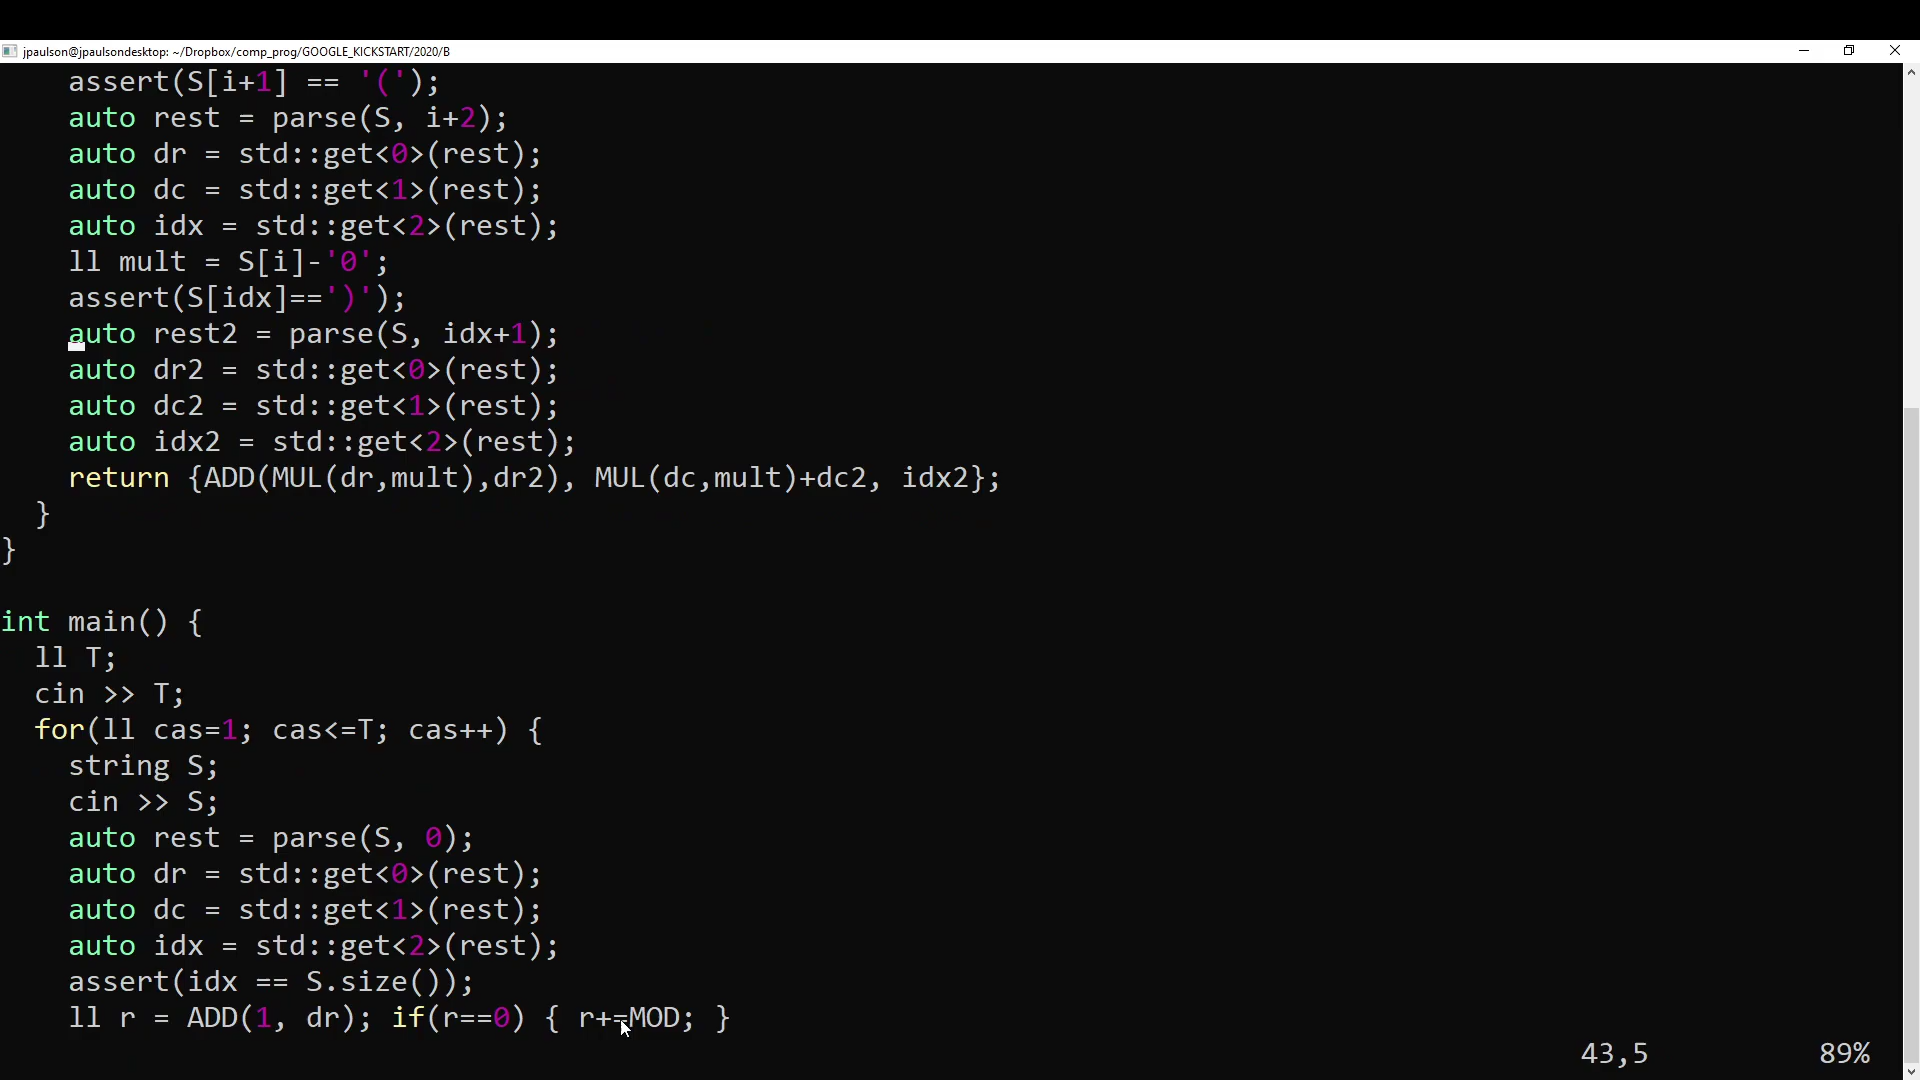 jpaulson@jpaulsondesktop: ~/Dropbox/comp_prog/GOOGLE_KICKSTART/2020/B
assert(S[i+1] == '(');
auto rest = parse(S, i+2);
auto dr = std::get<0>(rest);
auto dc = std::get<1>(rest);
auto idx = std::get<2>(rest);
ll mult = S[i]-'0';
assert(S[idx]==')');
auto rest2 = parse(S, idx+1);
auto dr2 = std::get<0>(rest);
auto dc2 = std::get<1>(rest);
auto idx2 = std::get<2>(rest);
return {ADD(MUL(dr,mult),dr2), MUL(dc,mult)+dc2, idx2};
}
}
int main() {
ll T;
cin >> T;
for(ll cas=1; cas<=T; cas++) {
string S;
cin >> S;
auto rest = parse(S, 0);
auto dr = std::get<0>(rest);
auto dc = std::get<1>(rest);
auto idx = std::get<2>(rest);
assert(idx == S.size());
ll r = ADD(1, dr); if(r==0) { r+=MOD; }
43,5 89%